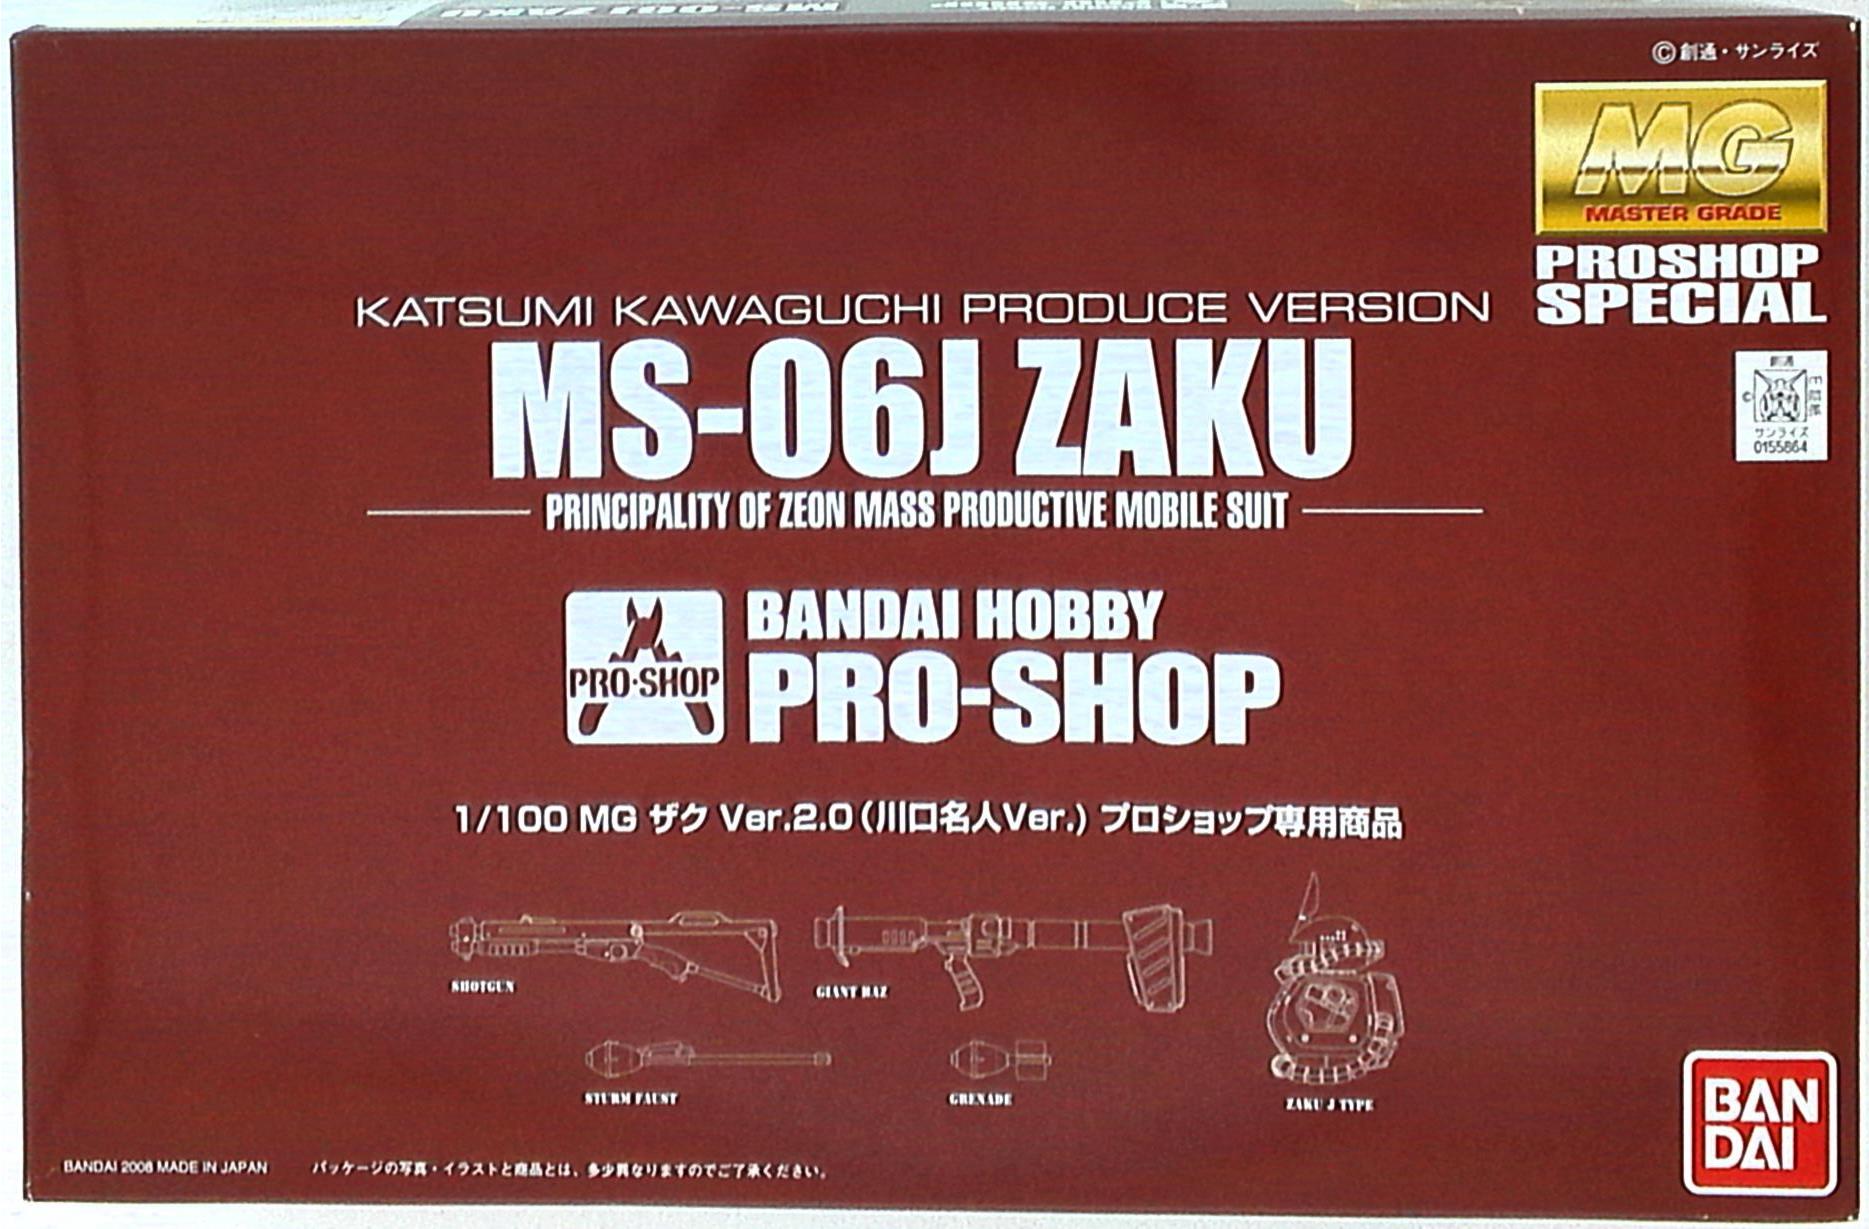 ©創通・サンライズ
MG
MASTER GRADE
PROSHOP
SPECIAL
KATSUMI KAWAGUCHI PRODUCE VERSION
MS-06J ZAKU
PRINCIPALITY OF ZEON MASS PRODUCTIVE MOBILE SUIT
創通
©
サンライズ
0155864
PRO·SHOP
BANDAI HOBBY
PRO-SHOP
1/100 MG ザク Ver.2.0(川口名人Ver.) プロショップ専用商品
SHOTGUN
GIANT BAZ
STURM FAUST
GRENADE
ZAKU J TYPE
BANDAI 2008 MADE IN JAPAN
パッケージの写真・イラストと商品とは、多少異なりますのでご了承ください。
BAN
DAI